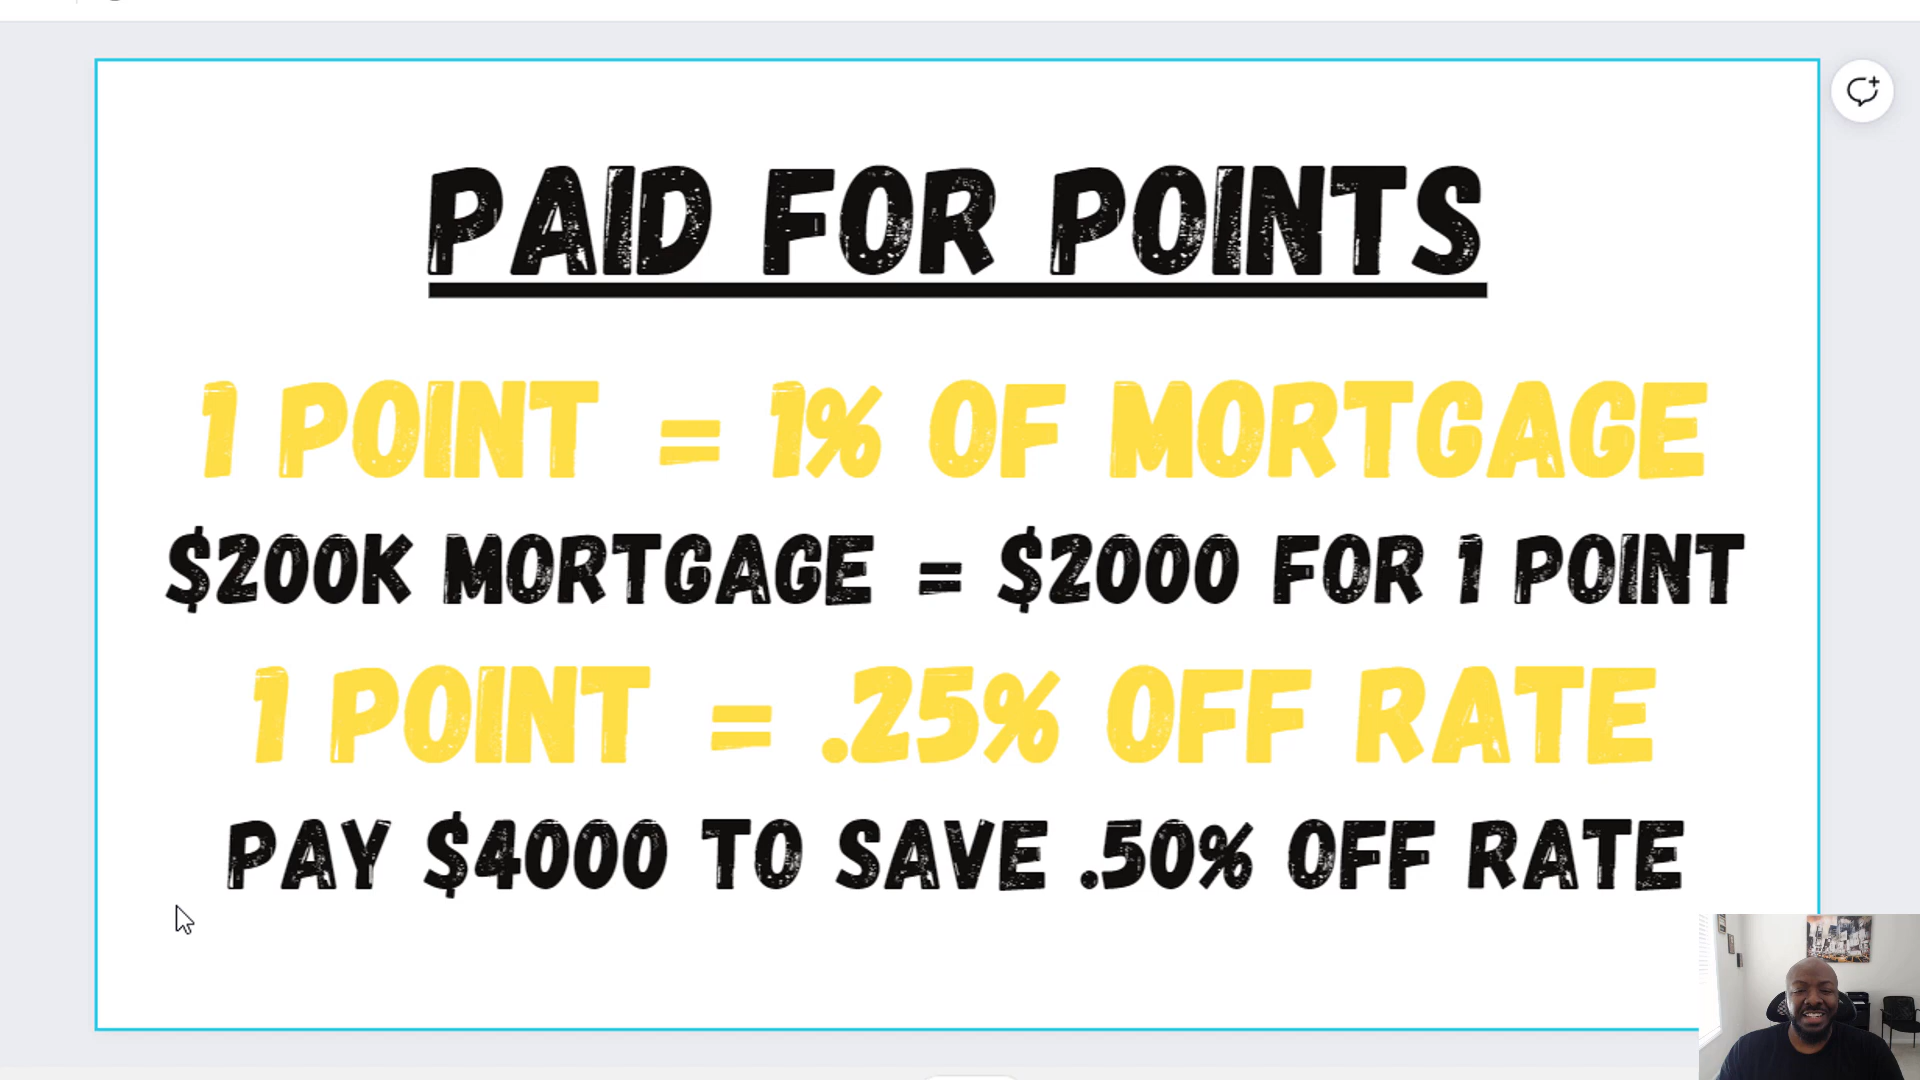 PAID FOR POINTS
1 POINT = 1% OF MORTGAGE
$200K MORTGAGE = $2000 FOR 1 POINT
1 POINT = .25% OFF RATE
PAY $4000 TO SAVE .50% OFF RATE